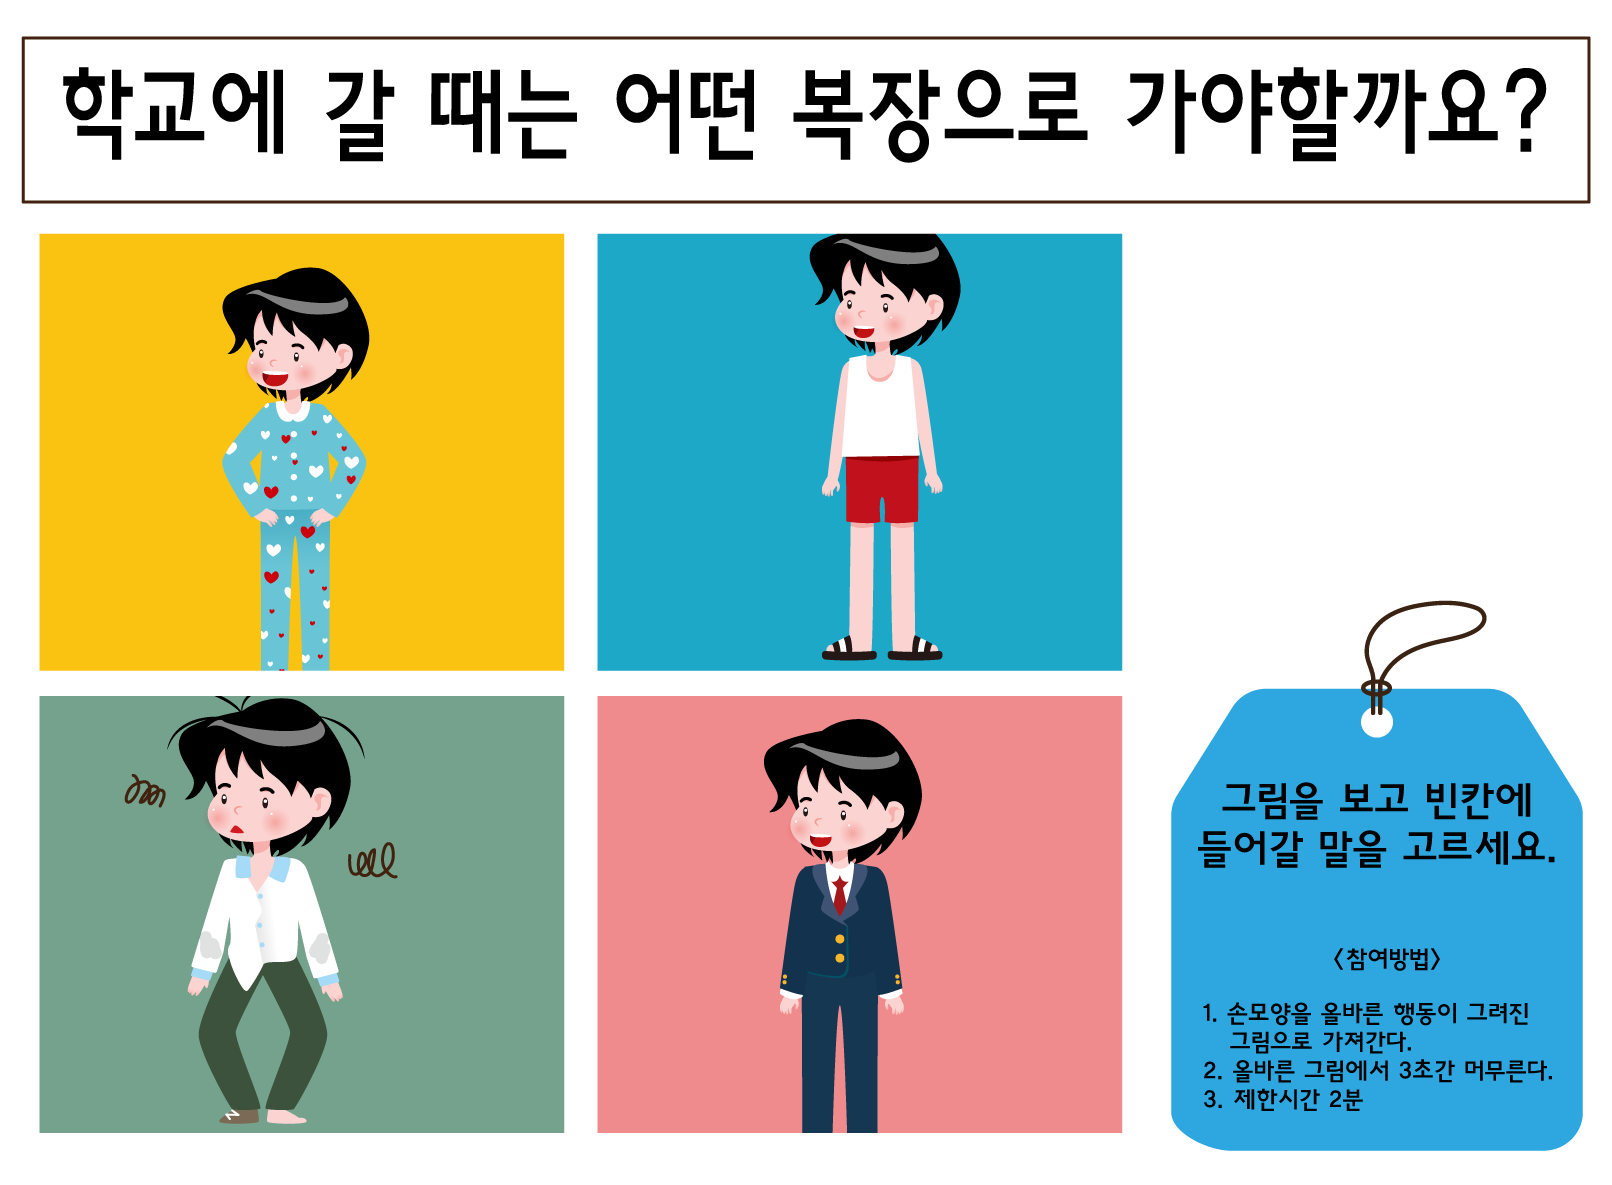 학교에 갈 때는 어떤 복장으로 가야할까요?
그림을 보고 빈칸에
들어갈 말을 고르세요.
〈참여방법〉
1. 손모양을 올바른 행동이 그려진
그림으로 가져간다.
2. 올바른 그림에서 3초간 머무른다.
3. 제한시간 2분